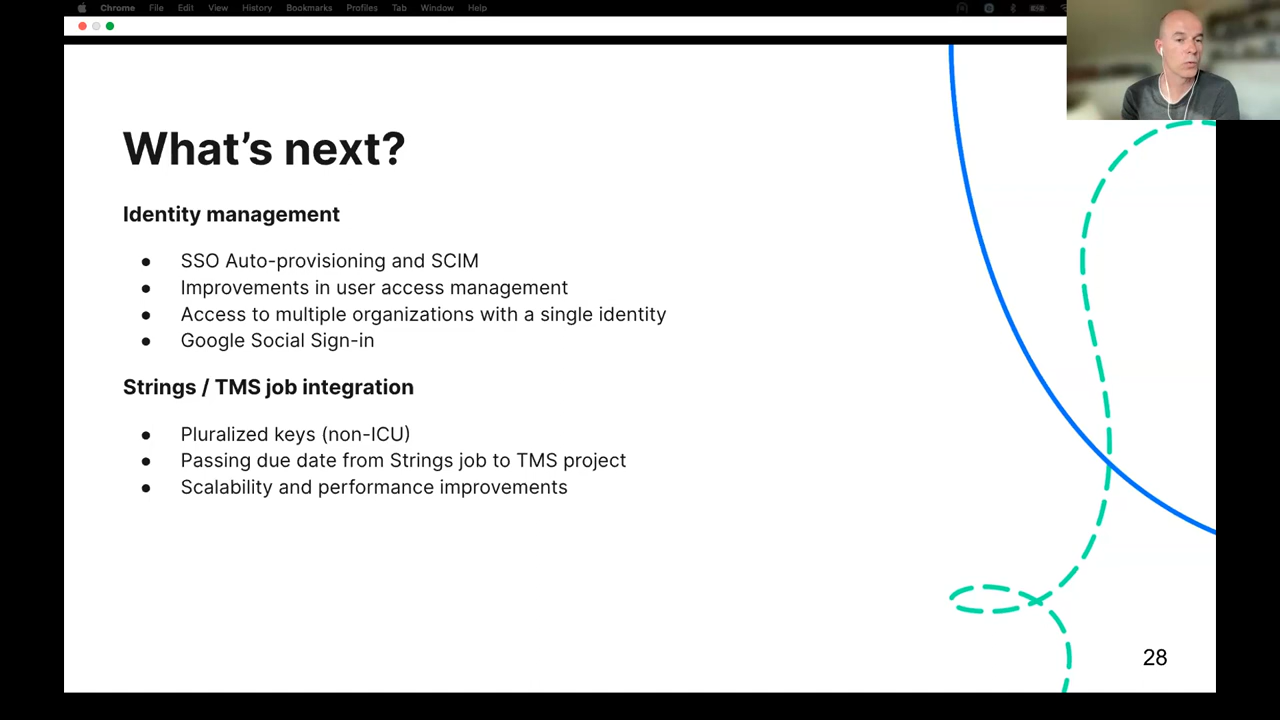 Chrome File Edit View History Bookmarks Profiles Tab Window Help
What's next?
Identity management
● SSO Auto-provisioning and SCIM
● Improvements in user access management
● Access to multiple organizations with a single identity
● Google Social Sign-in
Strings / TMS job integration
● Pluralized keys (non-ICU)
● Passing due date from Strings job to TMS project
● Scalability and performance improvements
28